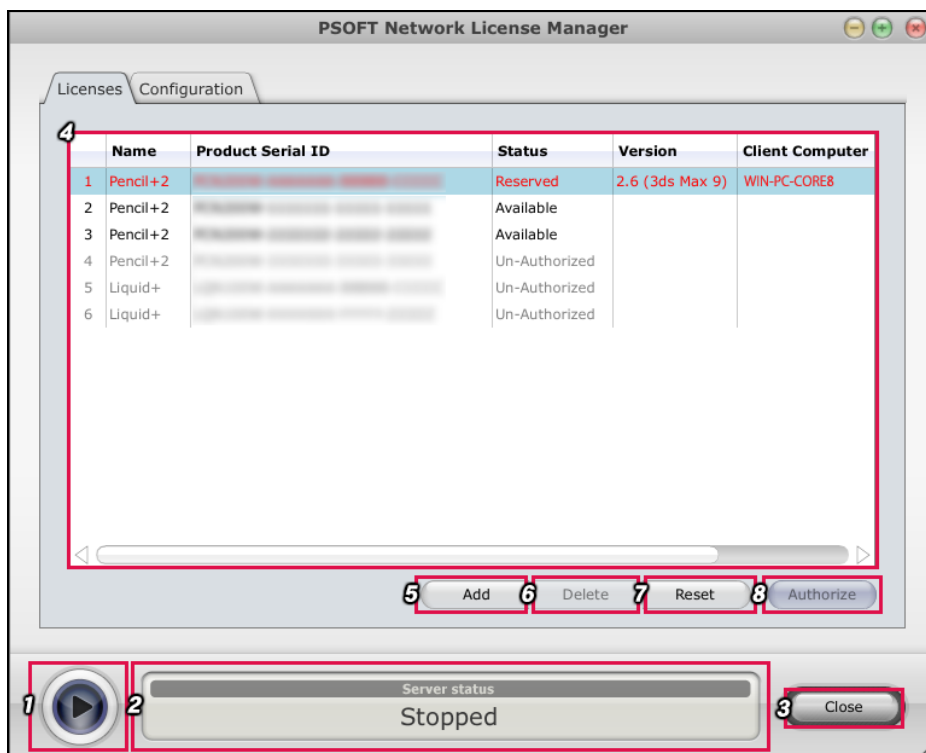 PSOFT Network License Manager
Licenses Configuration
4
Name Product Serial ID Status Version Client Computer
1 Pencil+2 Reserved 2.6 (3ds Max 9) WIN-PC-CORE8
2 Pencil+2 Available
3 Pencil+2 Available
4 Pencil+2 Un-Authorized
5 Liquid+ Un-Authorized
6 Liquid+ Un-Authorized
5 Add 6 Delete 7 Reset 8 Authorize
Server status
1 2 Stopped 3 Close